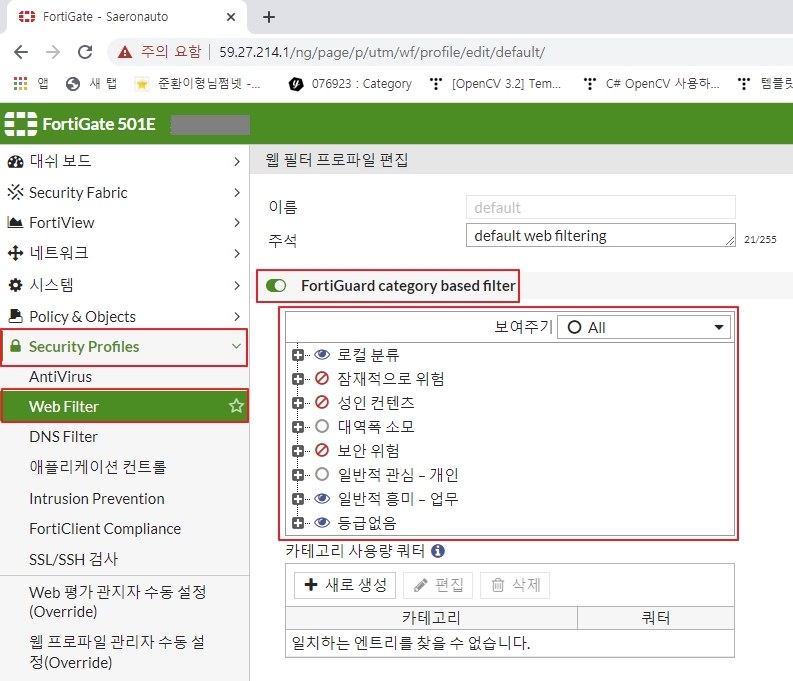 FortiGate - Saeronauto
주의 요함 59.27.214.1/ng/page/p/utm/wf/profile/edit/default/
앱 새 탭 준환이형님쩜넷 -... 076923 : Category [OpenCV 3.2] Tem... C# OpenCV 사용하... 템플릿
FortiGate 501E
대쉬 보드
Security Fabric
FortiView
네트워크
시스템
Policy & Objects
Security Profiles
AntiVirus
Web Filter
DNS Filter
애플리케이션 컨트롤
Intrusion Prevention
FortiClient Compliance
SSL/SSH 검사
Web 평가 관지자 수동 설정
(Override)
웹 프로파일 관리자 수동 설
정(Override)
웹 필터 프로파일 편집
이름 default
주석 default web filtering 21/255
FortiGuard category based filter
보여주기 All
로컬 분류
잠재적으로 위험
성인 컨텐츠
대역폭 소모
보안 위험
일반적 관심 – 개인
일반적 흥미 – 업무
등급없음
카테고리 사용량 쿼터
새로 생성 편집 삭제
카테고리 쿼터
일치하는 엔트리를 찾을 수 없습니다.